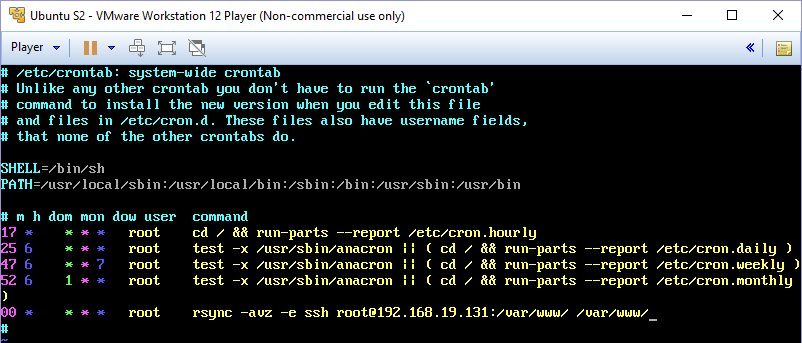 Ubuntu S2 - VMware Workstation 12 Player (Non-commercial use only)
Player
# /etc/crontab: system-wide crontab
# Unlike any other crontab you don't have to run the `crontab'
# command to install the new version when you edit this file
# and files in /etc/cron.d. These files also have username fields,
# that none of the other crontabs do.
SHELL=/bin/sh
PATH=/usr/local/sbin:/usr/local/bin:/sbin:/bin:/usr/sbin:/usr/bin
# m h dom mon dow user  command
17 *    * * *   root    cd / && run-parts --report /etc/cron.hourly
25 6    * * *   root    test -x /usr/sbin/anacron || ( cd / && run-parts --report /etc/cron.daily )
47 6    * * 7   root    test -x /usr/sbin/anacron || ( cd / && run-parts --report /etc/cron.weekly )
52 6    1 * *   root    test -x /usr/sbin/anacron || ( cd / && run-parts --report /etc/cron.monthly
)
00 *    * * *   root    rsync -avz -e ssh root@192.168.19.131:/var/www/ /var/www/_
#
~